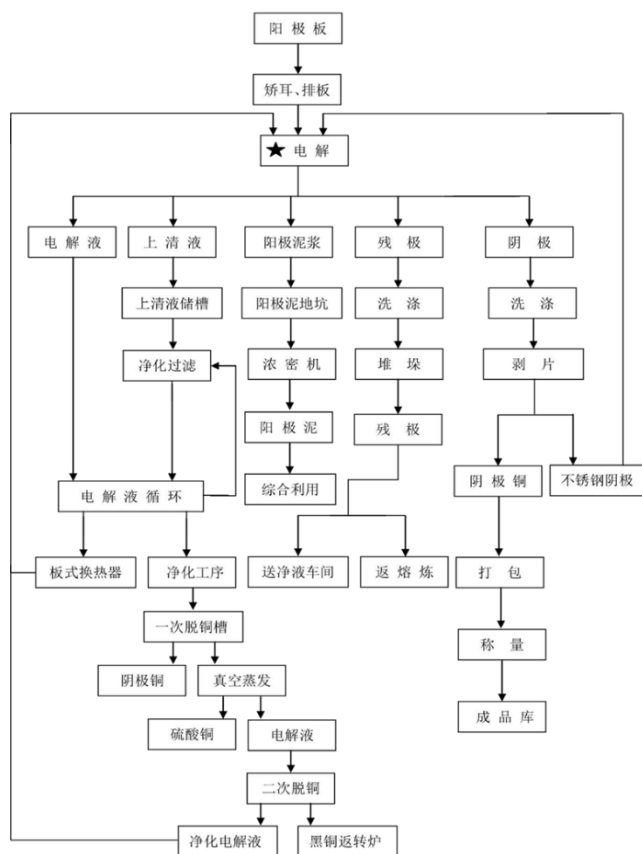 阳极板
矫耳、排板
★电解
电解液
上清液
阳极泥浆
残极
阴极
上清液储槽
阳极泥地坑
洗涤
洗涤
净化过滤
浓密机
堆垛
剥片
阳极泥
残极
电解液循环
综合利用
阴极铜
不锈钢阴极
板式换热器
净化工序
送净液车间
返熔炼
打包
一次脱铜槽
称量
阴极铜
真空蒸发
成品库
硫酸铜
电解液
二次脱铜
净化电解液
黑铜返转炉